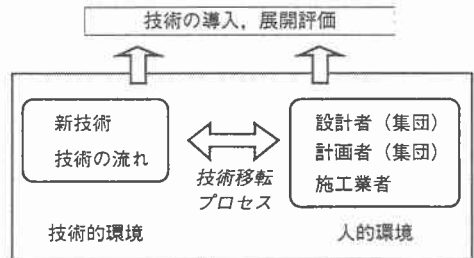 技術の導入，展開評価
新技術
技術の流れ
技術移転
プロセス
設計者（集団）
計画者（集団）
施工業者
技術的環境
人的環境